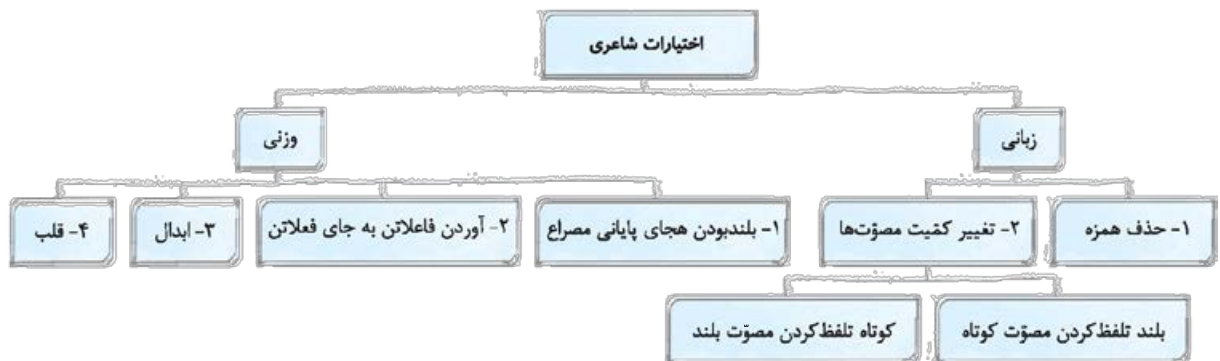 اختیارات شاعری
زبانی
وزنی
۱- حذف همزه
۲- تغییر کمّیت مصوّت‌ها
۱- بلندبودن هجای پایانی مصراع
۲- آوردن فاعلاتن به جای فعلاتن
۳- ابدال
۴- قلب
بلند تلفظ‌کردن مصوّت کوتاه
کوتاه تلفظ‌کردن مصوّت بلند